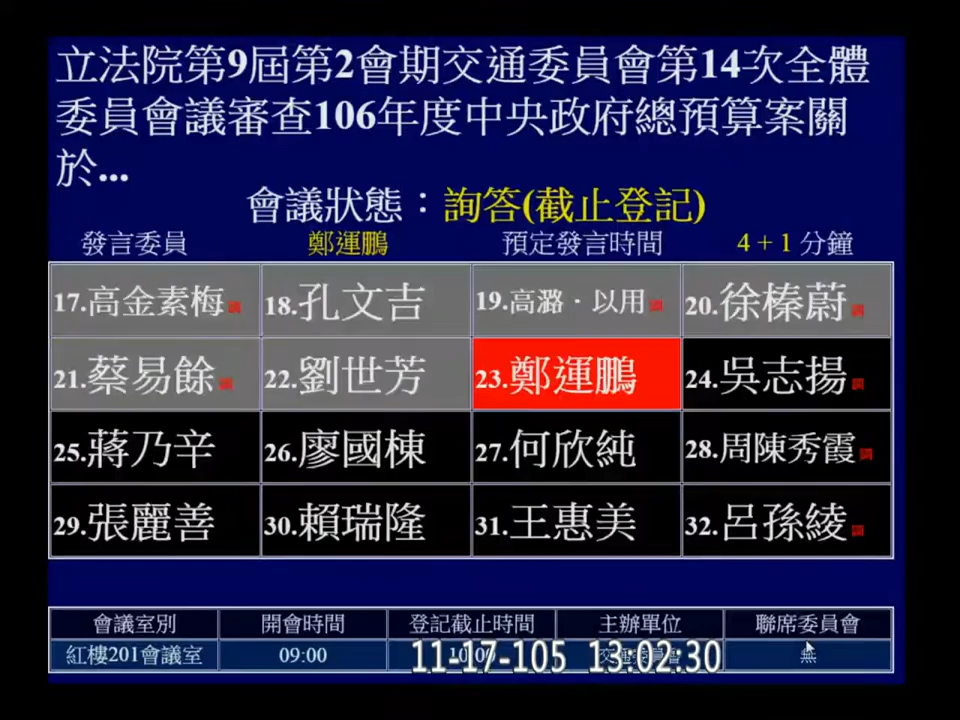 立法院第9屆第2會期交通委員會第14次全體
委員會議審查106年度中央政府總預算案關
於...
會議狀態：詢答(截止登記)
發言委員 鄭運鵬 預定發言時間 4 + 1 分鐘
17.高金素梅 18.孔文吉 19.高潞．以用 20.徐榛蔚
21.蔡易餘 22.劉世芳 23.鄭運鵬 24.吳志揚
25.蔣乃辛 26.廖國棟 27.何欣純 28.周陳秀霞
29.張麗善 30.賴瑞隆 31.王惠美 32.呂孫綾
會議室別 開會時間 登記截止時間 主辦單位 聯席委員會
紅樓201會議室 09:00 無
11-17-105 13:02:30